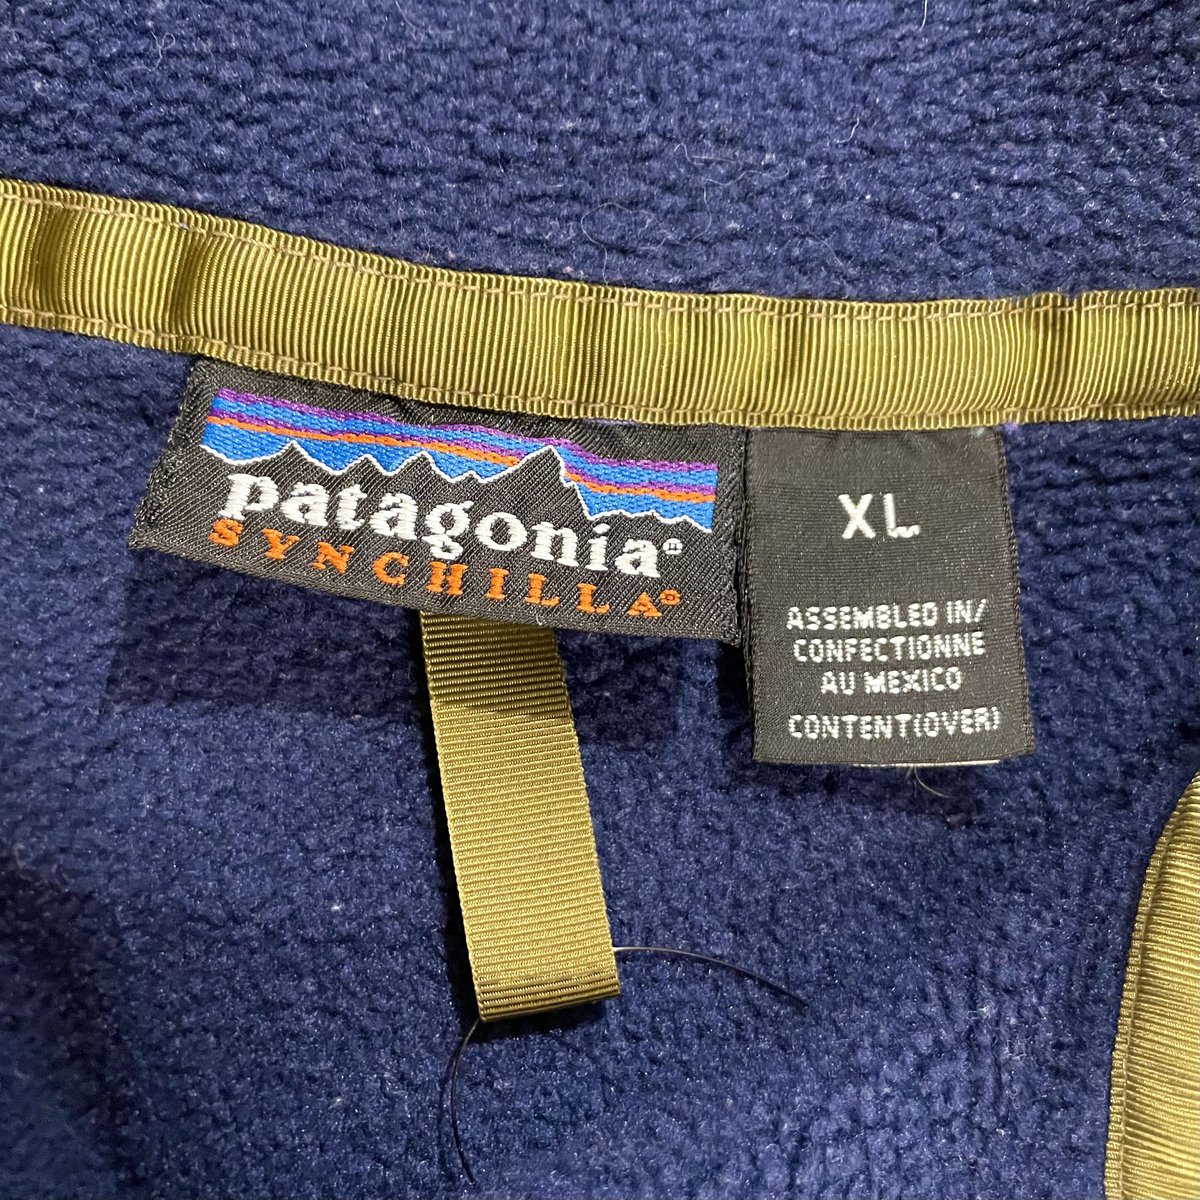 patagonia®
SYNCHILLA®
XL
ASSEMBLED IN/
CONFECTIONNE
AU MEXICO
CONTENT(OVER)